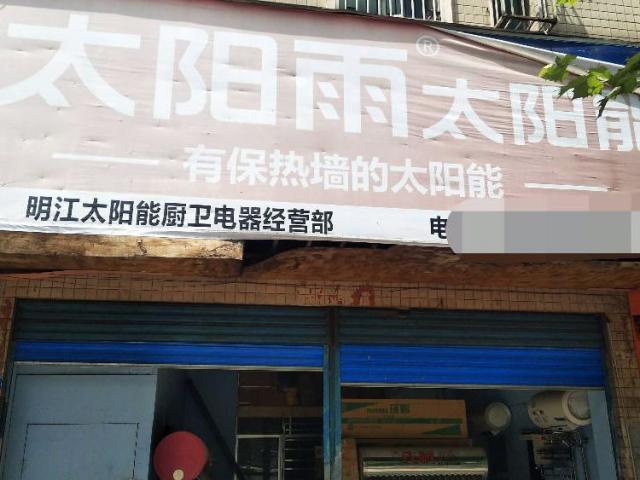 太阳雨® 太阳能
有保热墙的太阳能
明江太阳能厨卫电器经营部 电